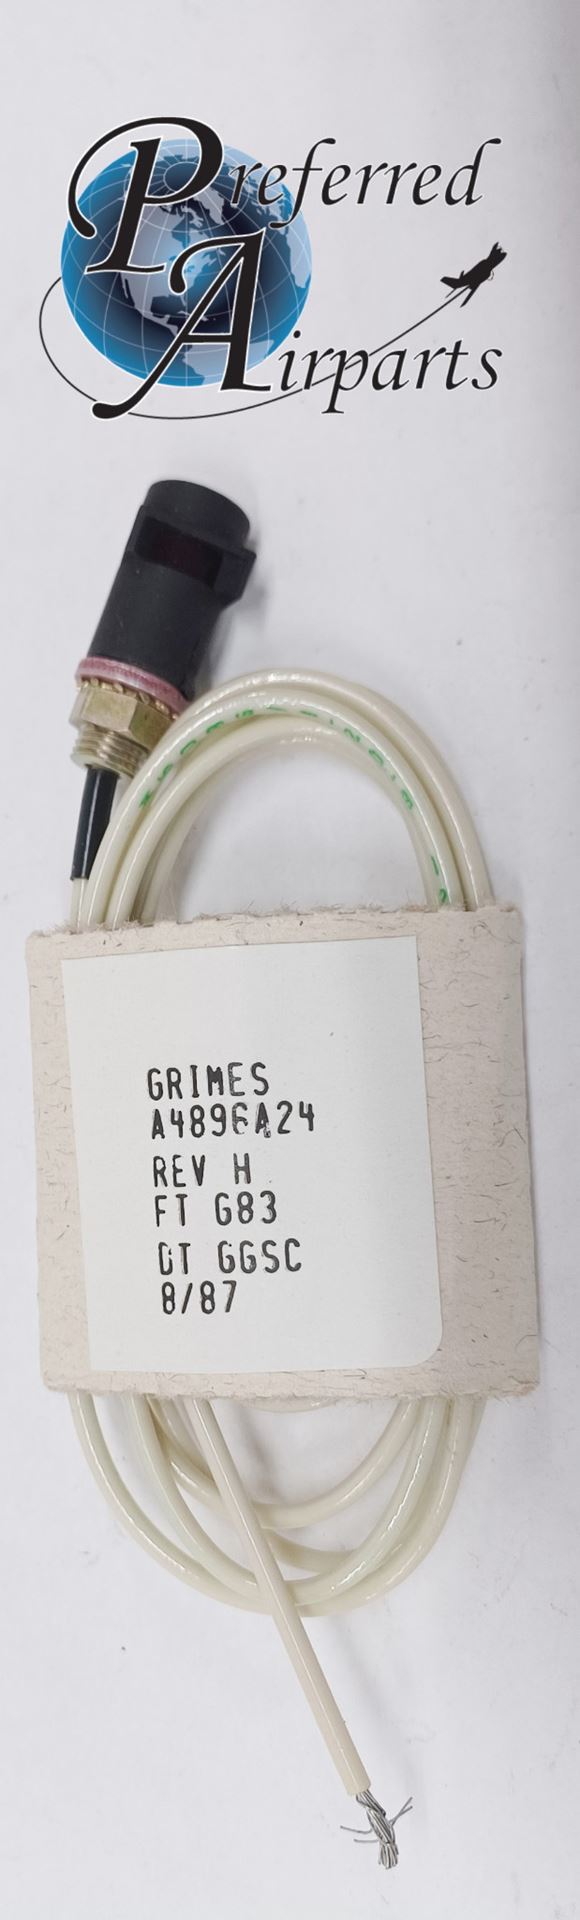 Preferred
Airparts
GRIMES
A4896A24
REV H
FT G83
DT GGSC
8/87